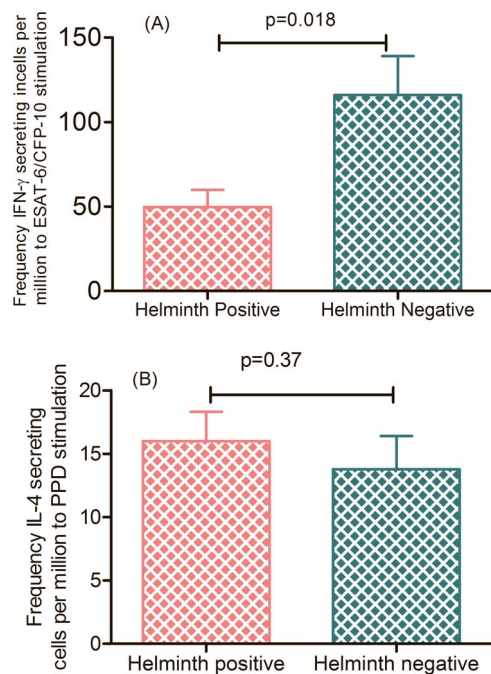 (A)
p=0.018
Frequency IFN-γ secreting incells per
million to ESAT-6/CFP-10 stimulation
150
100
50
0
Helminth Positive
Helminth Negative
p=0.37
(B)
Frequency IL-4 secreting
cells per million to PPD stimulation
20
15
10
5
0
Helminth positive
Helminth negative